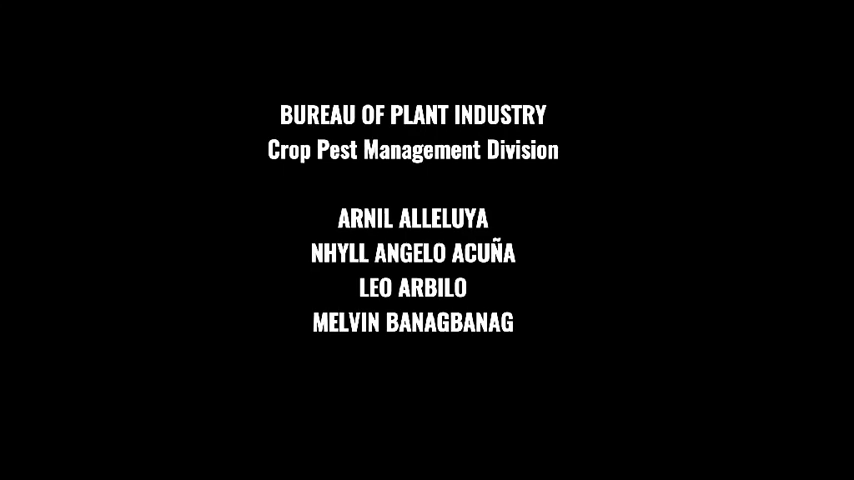 BUREAU OF PLANT INDUSTRY
Crop Pest Management Division
ARNIL ALLELUYA
NHYLL ANGELO ACUÑA
LEO ARBILO
MELVIN BANAGBANAG